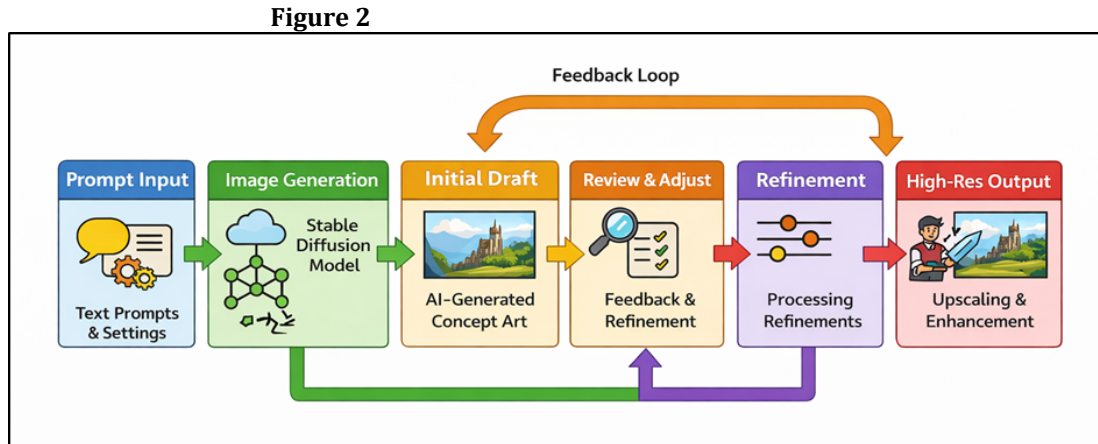 Figure 2
Feedback Loop
Prompt Input
Image Generation
Initial Draft
Review & Adjust
Refinement
High-Res Output
Stable
Diffusion
Model
Text Prompts
& Settings
AI-Generated
Concept Art
Feedback &
Refinement
Processing
Refinements
Upscaling &
Enhancement